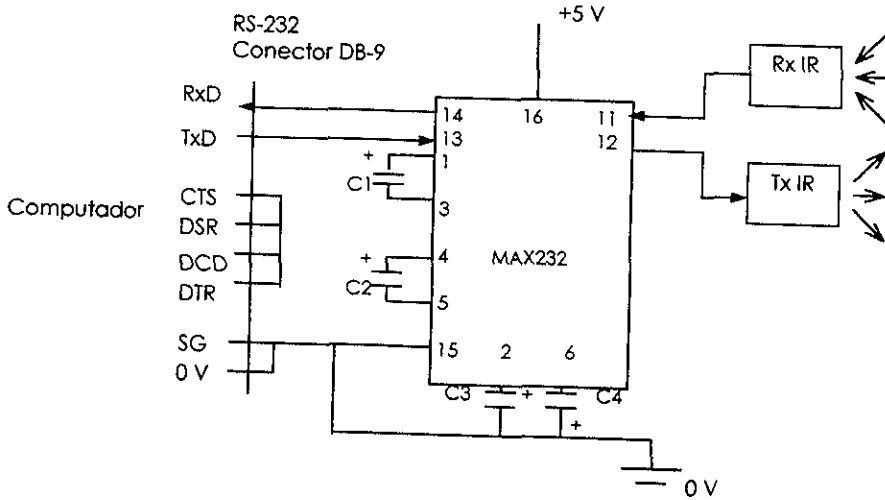 +5 V
RS-232
Conector DB-9
Rx IR
RxD
14
16
11
TxD
13
12
+
1
C1
Tx IR
CTS
3
Computador
DSR
+
4
MAX232
DCD
C2
DTR
5
SG
15
2
6
0 V
C3
+
C4
+
0 V